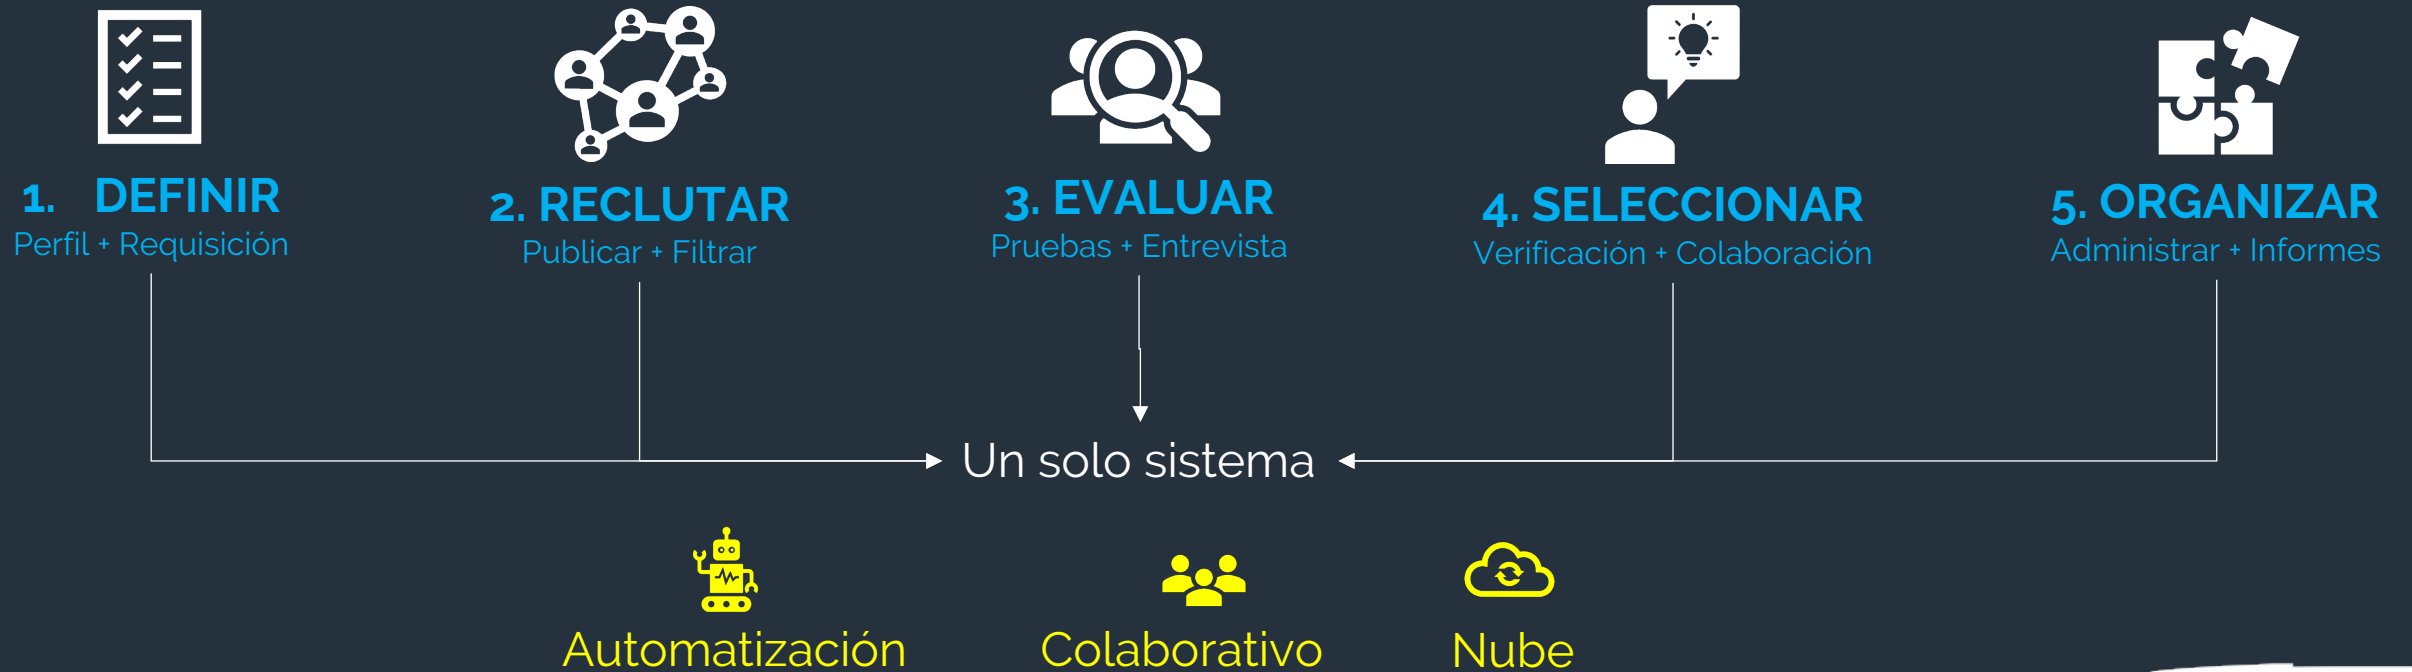 1. DEFINIR
Perfil + Requisición
2. RECLUTAR
Publicar + Filtrar
3. EVALUAR
Pruebas + Entrevista
4. SELECCIONAR
Verificación + Colaboración
5. ORGANIZAR
Administrar + Informes
Un solo sistema
Automatización
Colaborativo
Nube